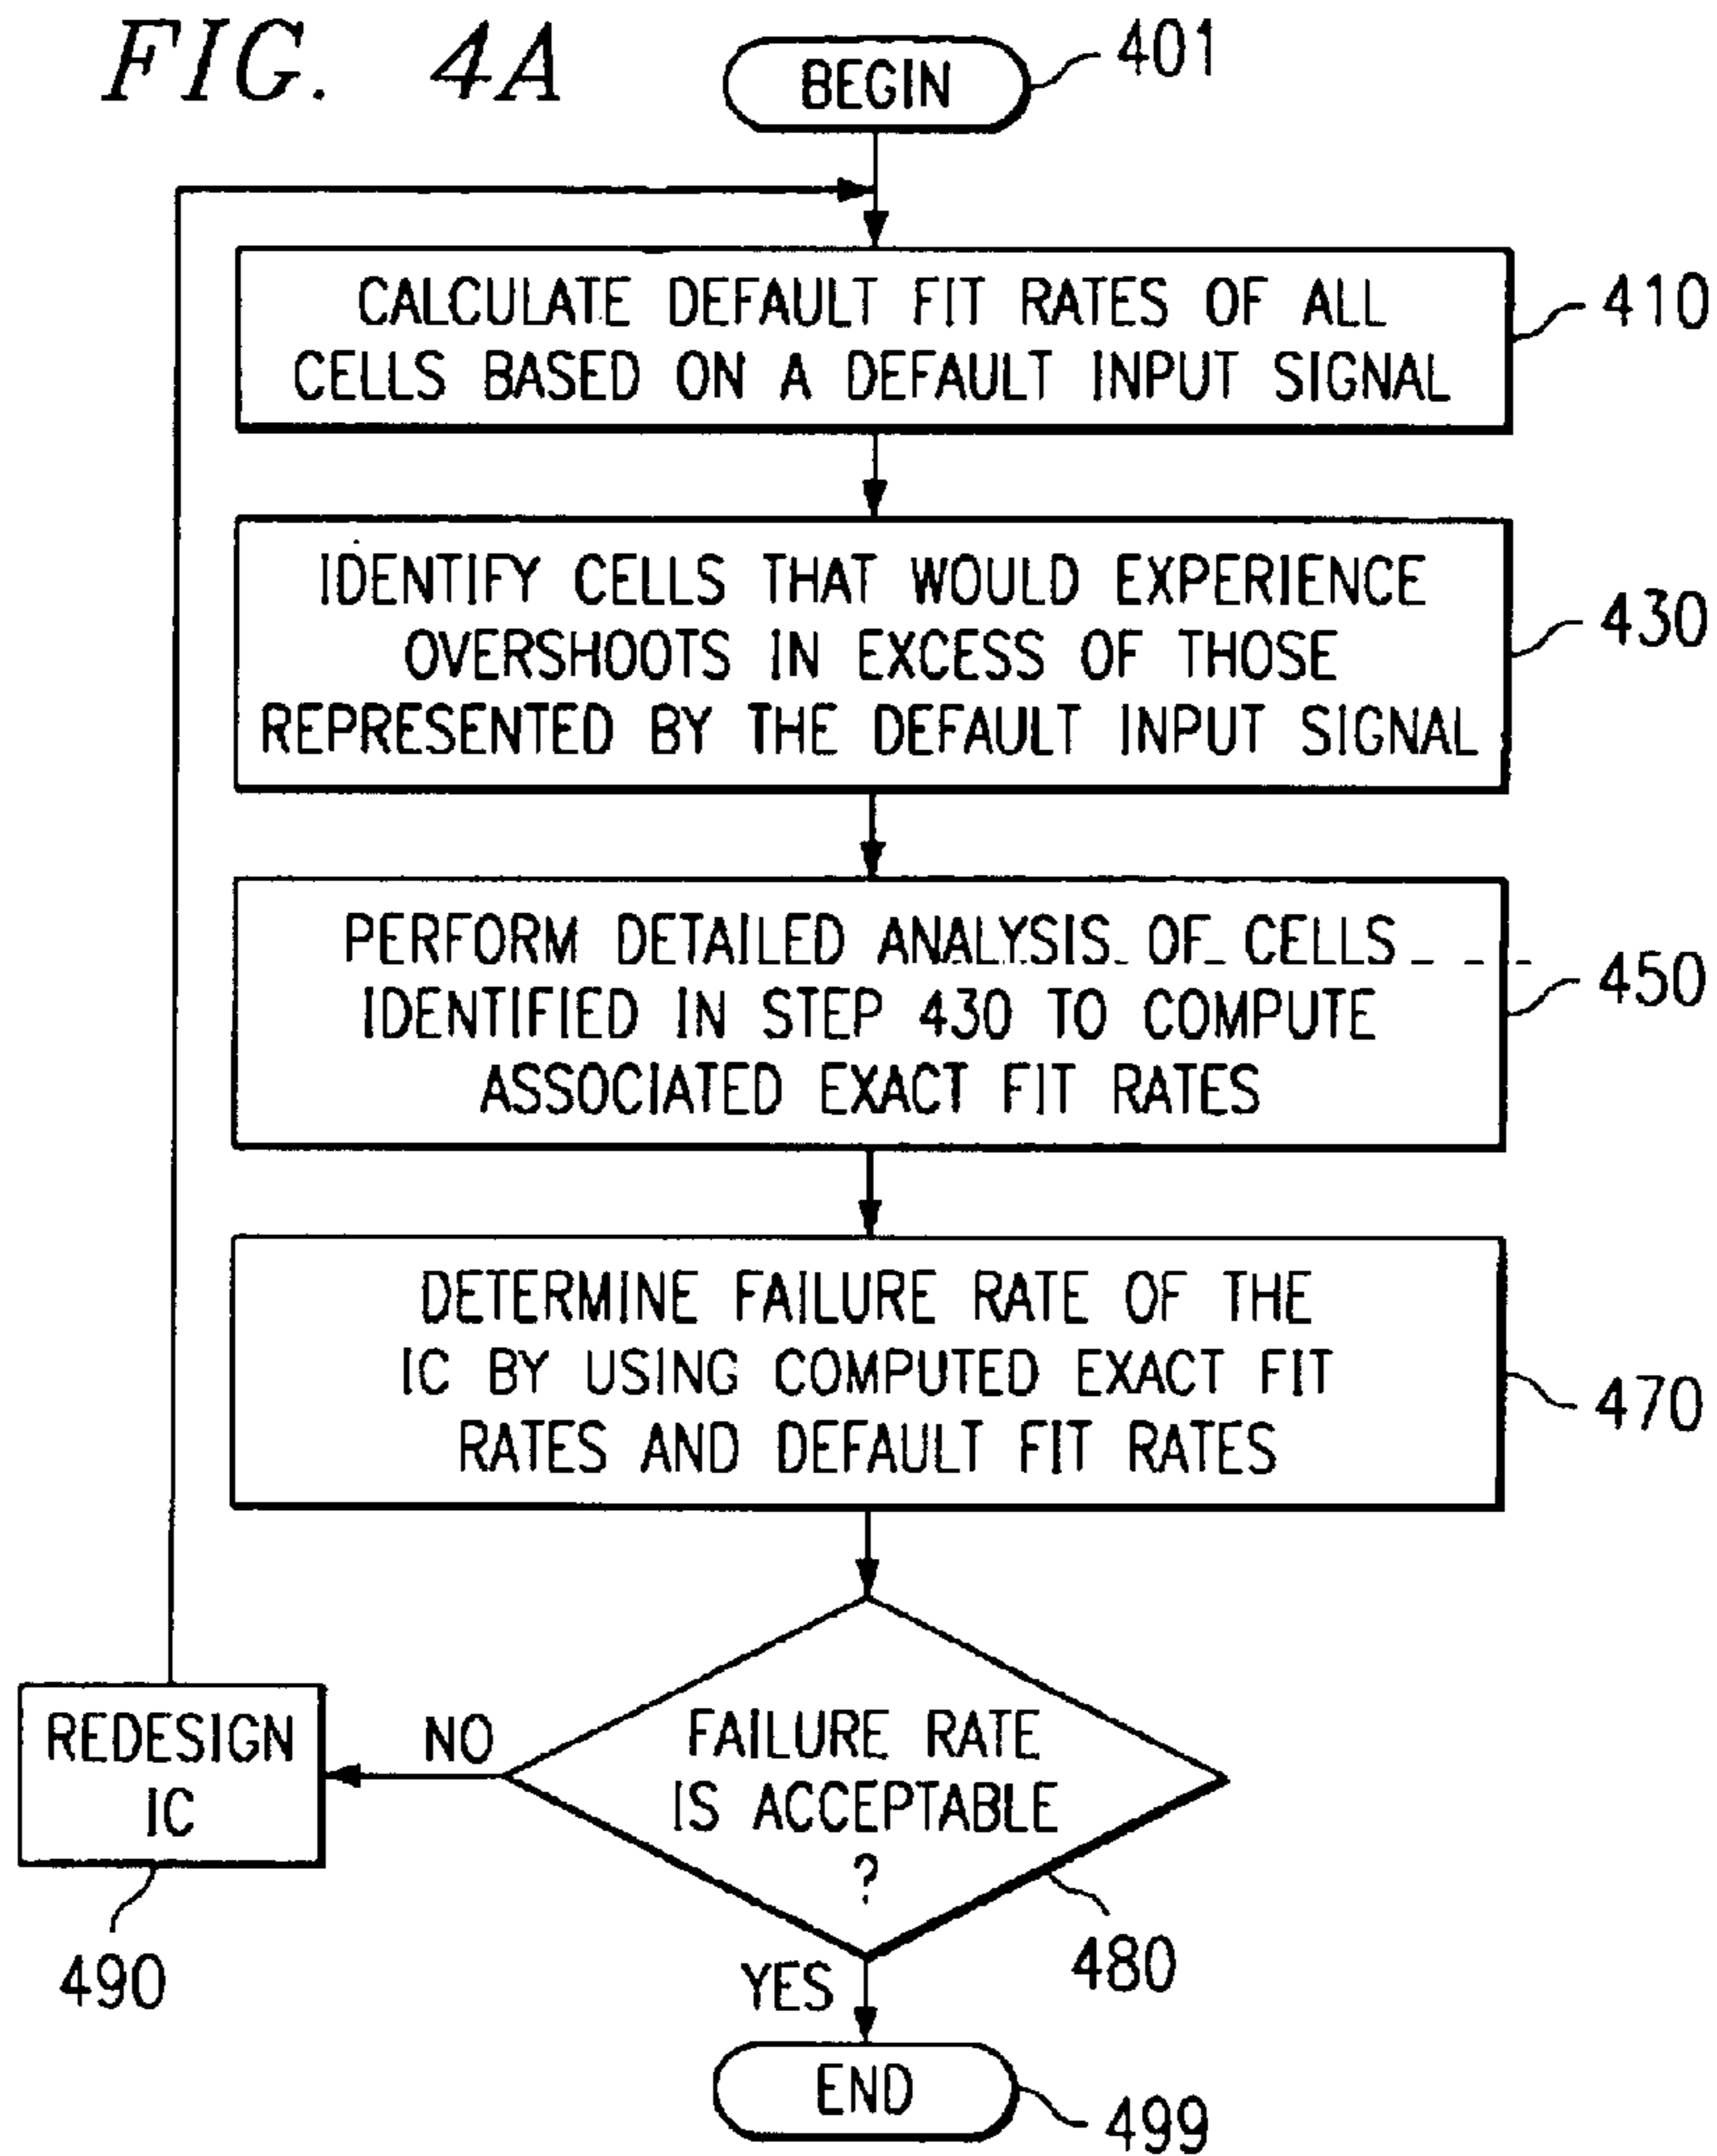 FIG. 4A
BEGIN
401
CALCULATE DEFAULT FIT RATES OF ALL
CELLS BASED ON A DEFAULT INPUT SIGNAL
410
IDENTIFY CELLS THAT WOULD EXPERIENCE
OVERSHOOTS IN EXCESS OF THOSE
REPRESENTED BY THE DEFAULT INPUT SIGNAL
430
PERFORM DETAILED ANALYSIS OF CELLS
IDENTIFIED IN STEP 430 TO COMPUTE
ASSOCIATED EXACT FIT RATES
450
DETERMINE FAILURE RATE OF THE
IC BY USING COMPUTED EXACT FIT
RATES AND DEFAULT FIT RATES
470
FAILURE RATE
IS ACCEPTABLE
?
480
NO
REDESIGN
IC
490
YES
END
499